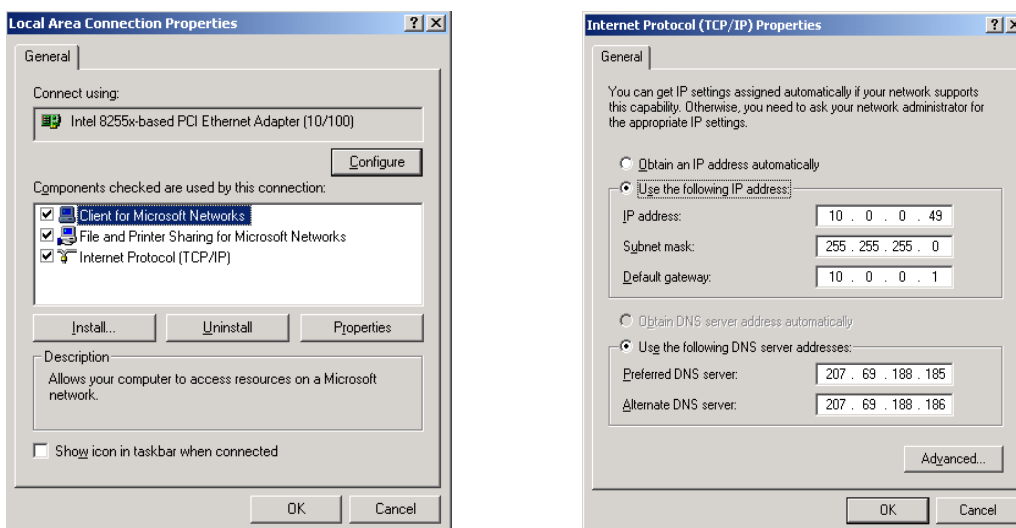 Local Area Connection Properties
General
Connect using:
Intel 8255x-based PCI Ethernet Adapter (10/100)
Configure
Components checked are used by this connection:
Client for Microsoft Networks
File and Printer Sharing for Microsoft Networks
Internet Protocol (TCP/IP)
Install...
Uninstall
Properties
Description
Allows your computer to access resources on a Microsoft
network.
Show icon in taskbar when connected
OK
Cancel
Internet Protocol (TCP/IP) Properties
General
You can get IP settings assigned automatically if your network supports
this capability. Otherwise, you need to ask your network administrator for
the appropriate IP settings.
Obtain an IP address automatically
Use the following IP address:
IP address: 10 . 0 . 0 . 49
Subnet mask: 255 . 255 . 255 . 0
Default gateway: 10 . 0 . 0 . 1
Obtain DNS server address automatically
Use the following DNS server addresses:
Preferred DNS server: 207 . 69 . 188 . 185
Alternate DNS server: 207 . 69 . 188 . 186
Advanced...
OK
Cancel